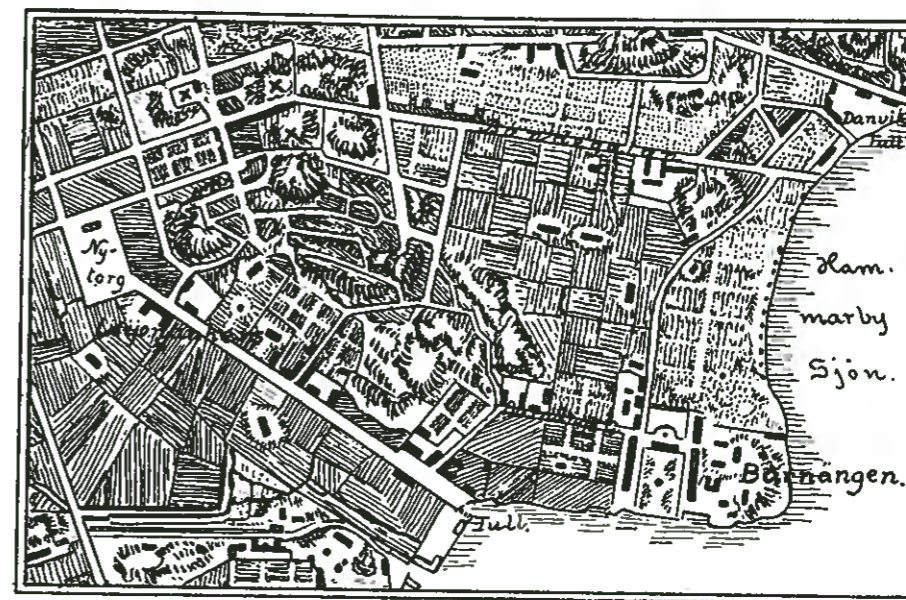 Danvik
Tull
Ny-
torg
Ham.
marby
Sjön.
Barnängen.
Tull.